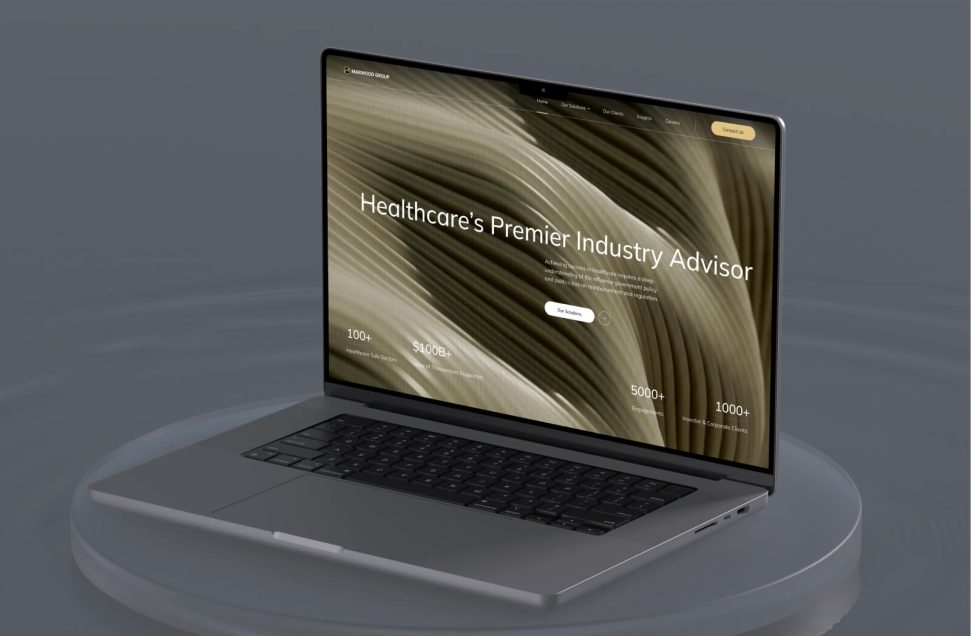 MARWOOD GROUP
Home
Our Solutions
Our Clients
Insights
Careers
Contact Us
Healthcare's Premier Industry Advisor
Achieving success in healthcare requires a deep
understanding of the influence government policy
and politics has on reimbursement and regulation.
Our Solutions
100+
Healthcare Sub-Sectors
$100B+
of Transactions Supported
5000+
Engagements
1000+
Investor & Corporate Clients